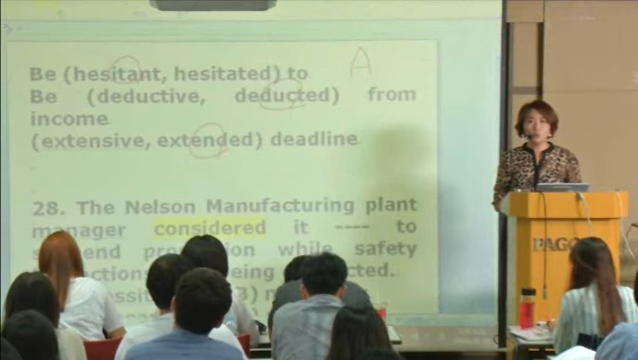 Be (hesitant, hesitated) to
A
Be (deductive, deducted) from
income
(extensive, extended) deadline
28. The Nelson Manufacturing plant
manager considered it ---- to
while safety
being
PAGO